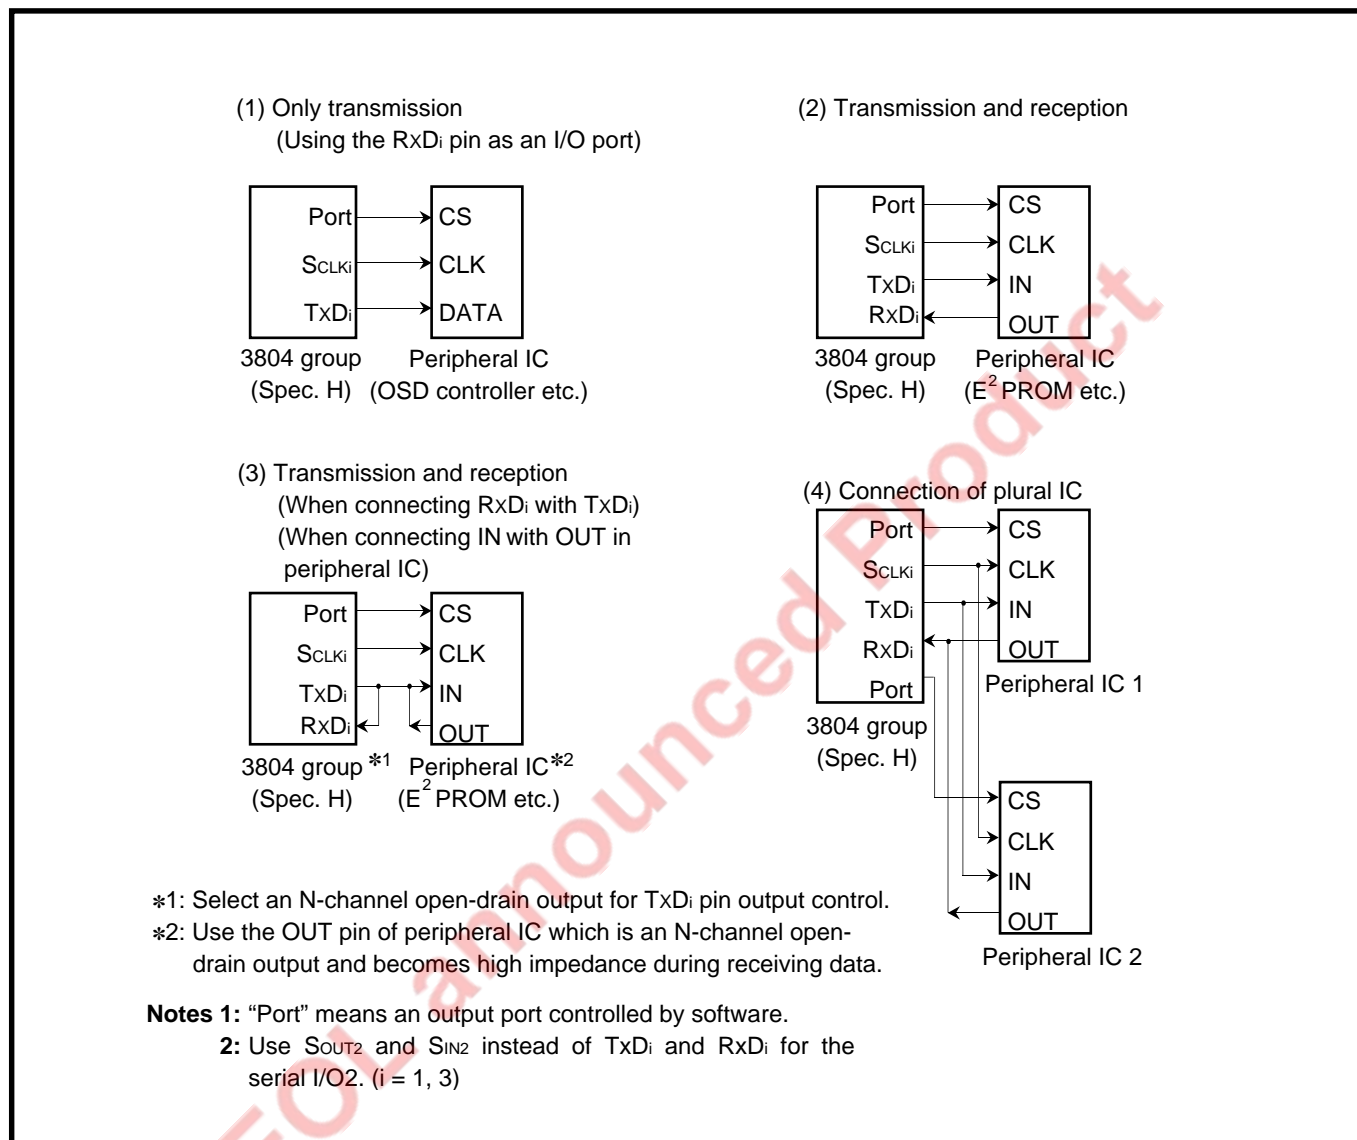 (1) Only transmission
(Using the RxDi pin as an I/O port)
Port
SCLKi
TxDi
CS
CLK
DATA
3804 group
(Spec. H)
Peripheral IC
(OSD controller etc.)
(2) Transmission and reception
Port
SCLKi
TxDi
RxDi
CS
CLK
IN
OUT
3804 group
(Spec. H)
Peripheral IC
(E2 PROM etc.)
(3) Transmission and reception
(When connecting RxDi with TxDi)
(When connecting IN with OUT in
peripheral IC)
Port
SCLKi
TxDi
RxDi
CS
CLK
IN
OUT
3804 group *1
(Spec. H)
Peripheral IC*2
(E2 PROM etc.)
(4) Connection of plural IC
Port
SCLKi
TxDi
RxDi
Port
3804 group
(Spec. H)
CS
CLK
IN
OUT
Peripheral IC 1
CS
CLK
IN
OUT
Peripheral IC 2
*1: Select an N-channel open-drain output for TxDi pin output control.
*2: Use the OUT pin of peripheral IC which is an N-channel open-
drain output and becomes high impedance during receiving data.
Notes 1: “Port” means an output port controlled by software.
2: Use SOUT2 and SIN2 instead of TxDi and RxDi for the
serial I/O2. (i = 1, 3)
EOL announced Product